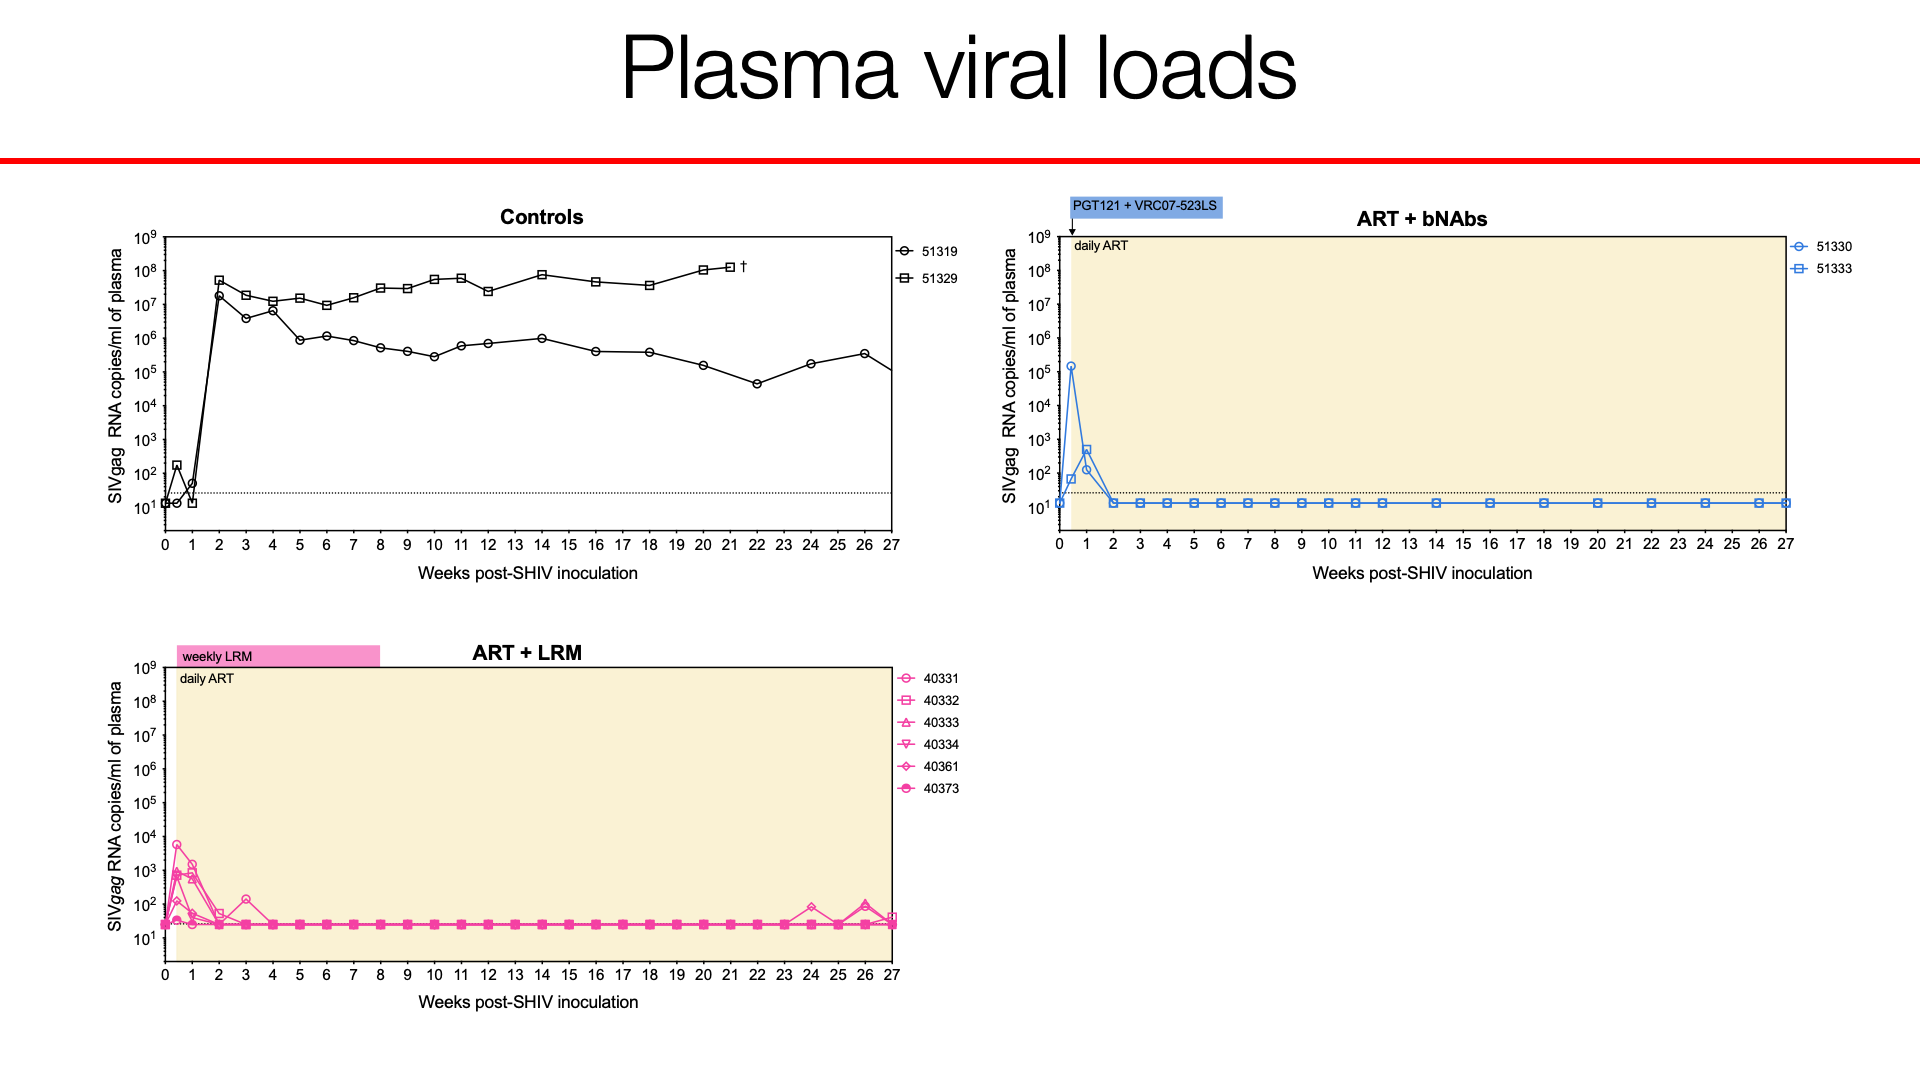 Plasma viral loads
Controls
SIVgag RNA copies/ml of plasma
10⁹
10⁸
10⁷
10⁶
10⁵
10⁴
10³
10²
10¹
†
51319
51329
0 1 2 3 4 5 6 7 8 9 10 11 12 13 14 15 16 17 18 19 20 21 22 24 25 26 27
Weeks post-SHIV inoculation
PGT121 + VRC07-523LS
ART + bNAbs
daily ART
SIVgag RNA copies/ml of plasma
10⁹
10⁸
10⁷
10⁶
10⁵
10⁴
10³
10²
10¹
51330
51333
0 1 2 3 4 5 6 7 8 9 10 11 12 13 14 15 16 17 18 19 20 21 22 24 25 26 27
Weeks post-SHIV inoculation
weekly LRM
ART + LRM
daily ART
SIVgag RNA copies/ml of plasma
10⁹
10⁸
10⁷
10⁶
10⁵
10⁴
10³
10²
10¹
40331
40332
40333
40334
40361
40373
0 1 2 3 4 5 6 7 8 9 10 11 12 13 14 15 16 17 18 19 20 21 22 23 24 25 26 27
Weeks post-SHIV inoculation